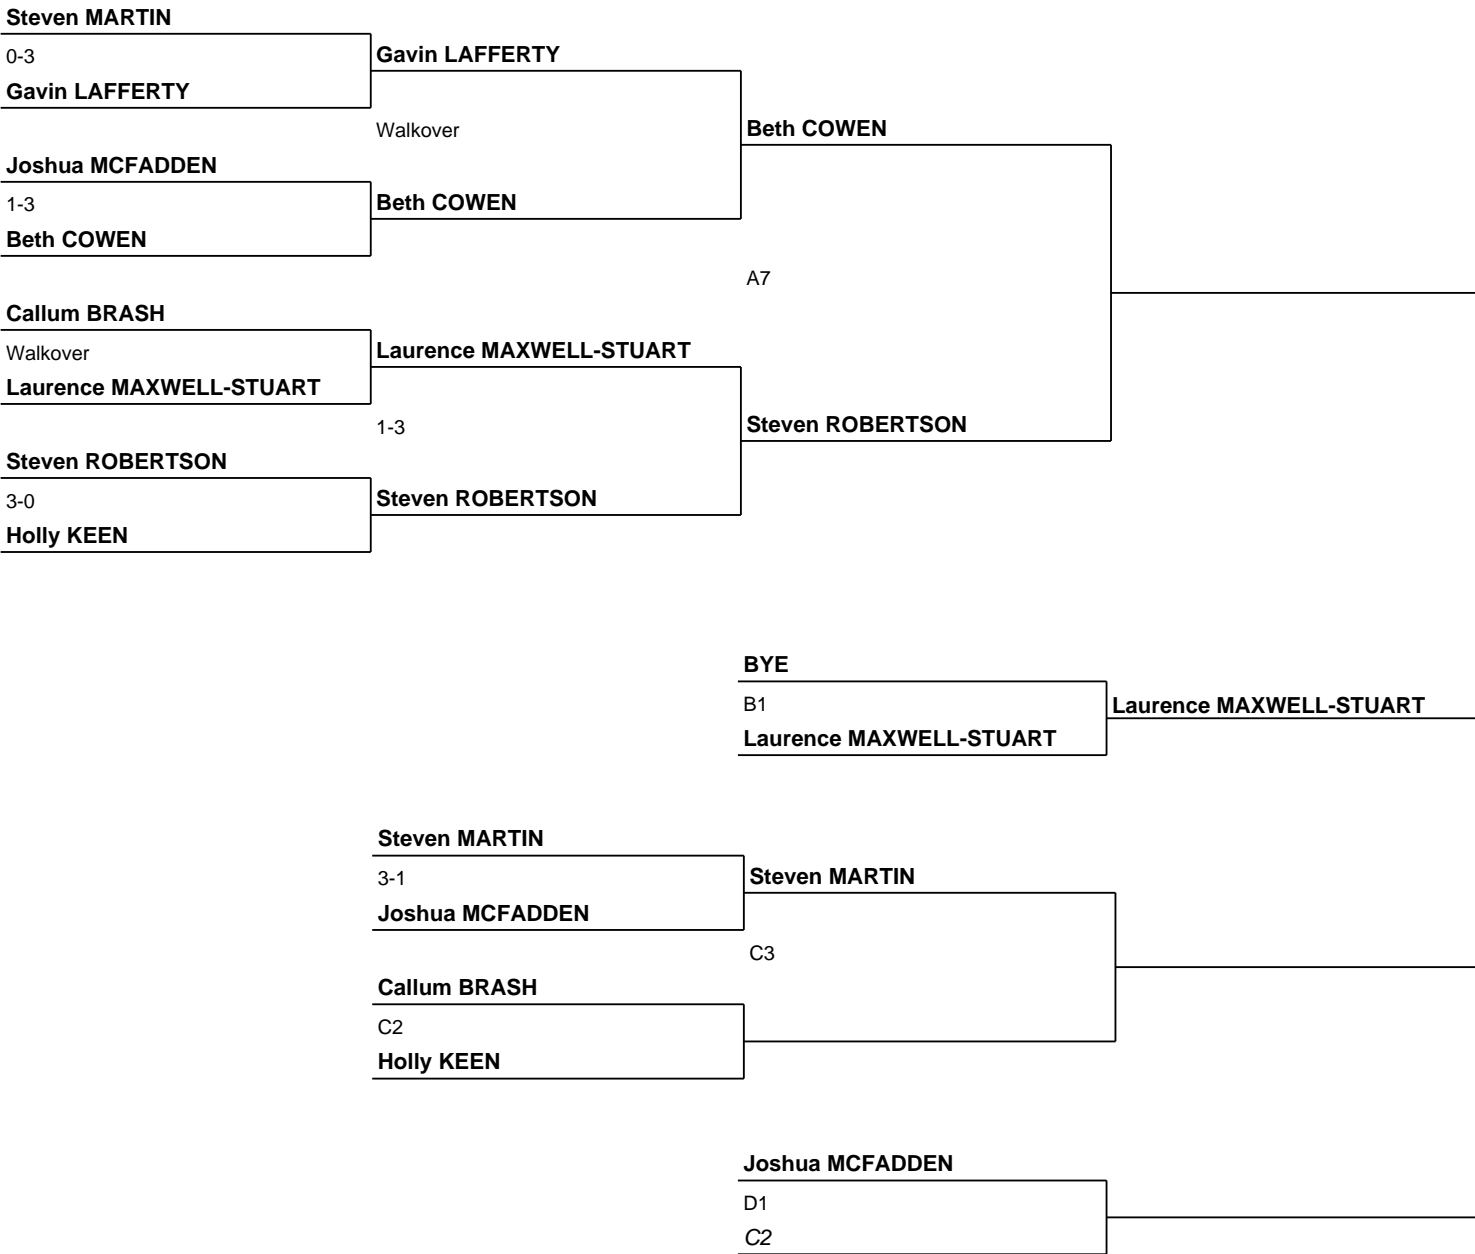 Steven MARTIN
0-3
Gavin LAFFERTY
Gavin LAFFERTY
Walkover
Beth COWEN
Joshua MCFADDEN
1-3
Beth COWEN
Beth COWEN
A7
Callum BRASH
Walkover
Laurence MAXWELL-STUART
Laurence MAXWELL-STUART
1-3
Steven ROBERTSON
Steven ROBERTSON
3-0
Steven ROBERTSON
Holly KEEN
BYE
B1
Laurence MAXWELL-STUART
Laurence MAXWELL-STUART
Steven MARTIN
3-1
Steven MARTIN
Joshua MCFADDEN
C3
Callum BRASH
C2
Holly KEEN
Joshua MCFADDEN
D1
C2